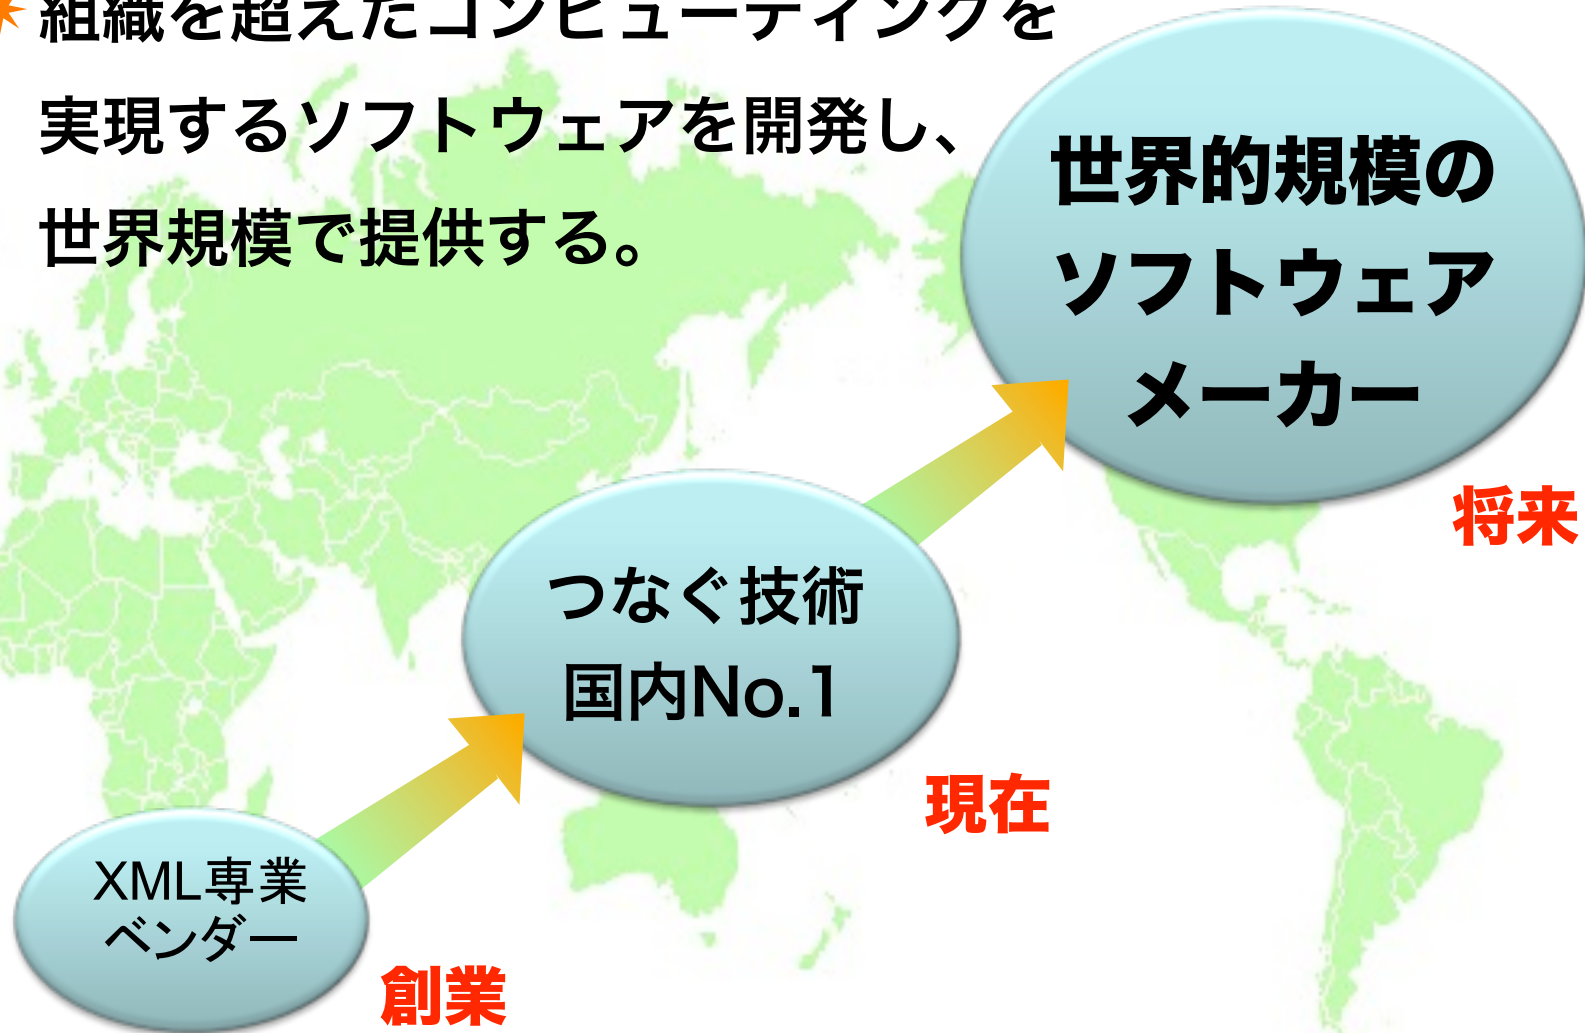 組織を超えたコンピューティングを
実現するソフトウェアを開発し、
世界規模で提供する。
世界的規模の
ソフトウェア
メーカー
将来
つなぐ技術
国内No.1
現在
XML専業
ベンダー
創業